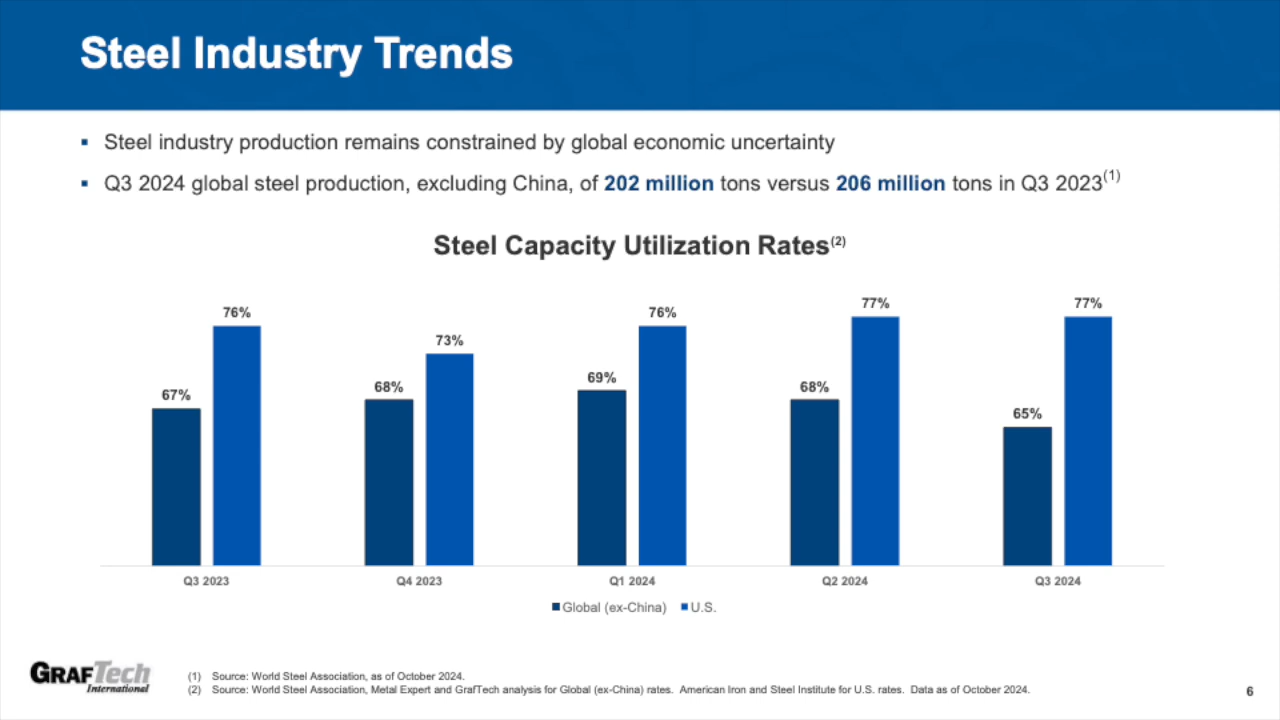 Steel Industry Trends
▪ Steel industry production remains constrained by global economic uncertainty
▪ Q3 2024 global steel production, excluding China, of 202 million tons versus 206 million tons in Q3 2023(1)
Steel Capacity Utilization Rates(2)
67% 76% 68% 73% 69% 76% 68% 77% 65% 77%
Q3 2023 Q4 2023 Q1 2024 Q2 2024 Q3 2024
Global (ex-China) U.S.
GRAFTech
International
(1) Source: World Steel Association, as of October 2024.
(2) Source: World Steel Association, Metal Expert and GrafTech analysis for Global (ex-China) rates. American Iron and Steel Institute for U.S. rates. Data as of October 2024.
6